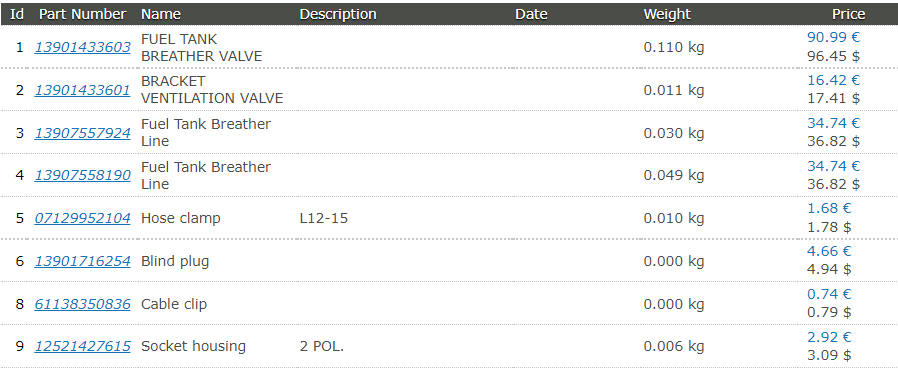 Id Part Number Name Description Date Weight Price
1 13901433603 FUEL TANK BREATHER VALVE 0.110 kg 90.99 €
96.45 $
2 13901433601 BRACKET VENTILATION VALVE 0.011 kg 16.42 €
17.41 $
3 13907557924 Fuel Tank Breather Line 0.030 kg 34.74 €
36.82 $
4 13907558190 Fuel Tank Breather Line 0.049 kg 34.74 €
36.82 $
5 07129952104 Hose clamp L12-15 0.010 kg 1.68 €
1.78 $
6 13901716254 Blind plug 0.000 kg 4.66 €
4.94 $
8 61138350836 Cable clip 0.000 kg 0.74 €
0.79 $
9 12521427615 Socket housing 2 POL. 0.006 kg 2.92 €
3.09 $